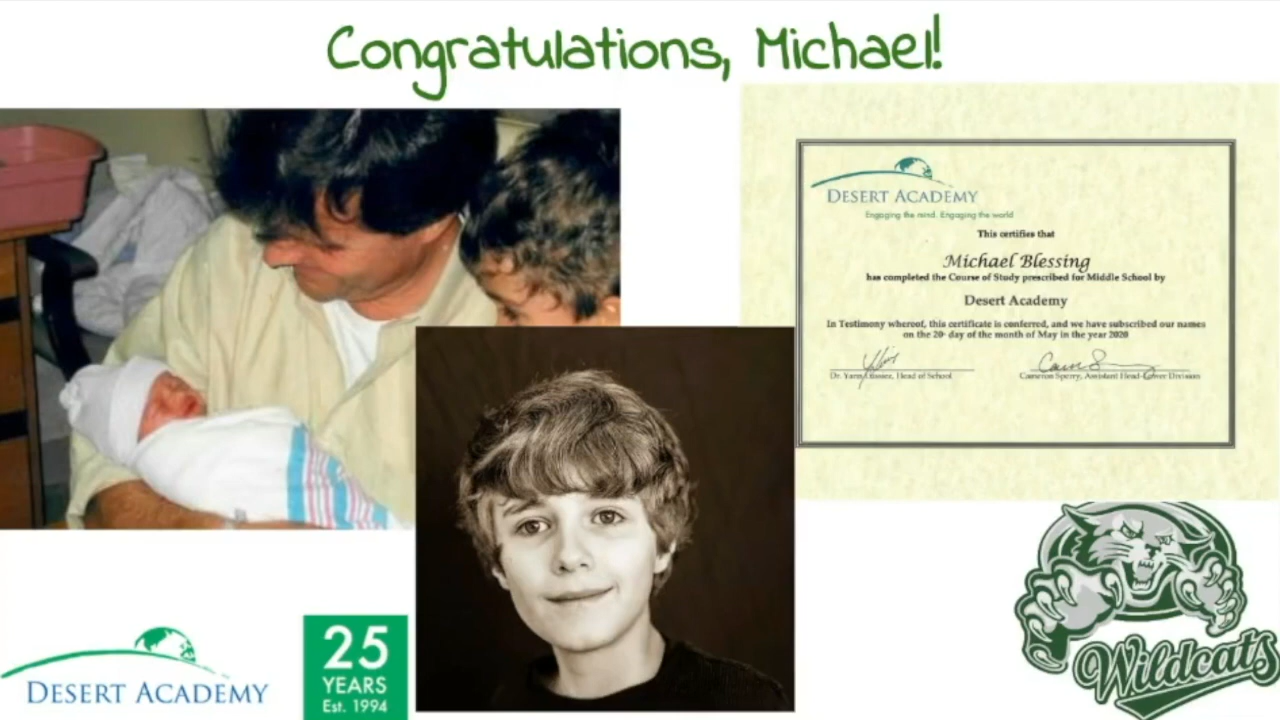 Congratulations, Michael!
DESERT ACADEMY
Engaging the mind. Engaging the world
This certifies that
Michael Blessing
has completed the Course of Study prescribed for Middle School by
Desert Academy
In Testimony whereof, this certificate is conferred, and we have subscribed our names
on the 20 day of the month of May in the year 2020
Dr. Yann Head of School
Cameron Sperry, Assistant Head-Lower Division
DESERT ACADEMY
25
YEARS
Est. 1994
Wildcats